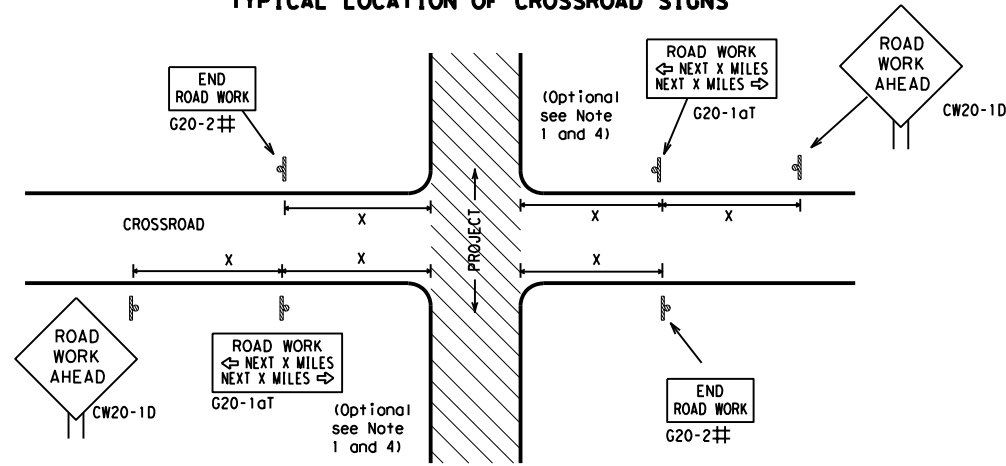 TYPICAL LOCATION OF CROSSROAD SIGNS
END
ROAD WORK
G20-2#
(Optional
see Note
1 and 4)
ROAD WORK
⇦ NEXT X MILES
NEXT X MILES ⇨
G20-1aT
ROAD
WORK
AHEAD
CW20-1D
X
X
X
CROSSROAD
PROJECT
X
X
X
ROAD
WORK
AHEAD
CW20-1D
ROAD WORK
⇦ NEXT X MILES
NEXT X MILES ⇨
G20-1aT
(Optional
see Note
1 and 4)
END
ROAD WORK
G20-2#